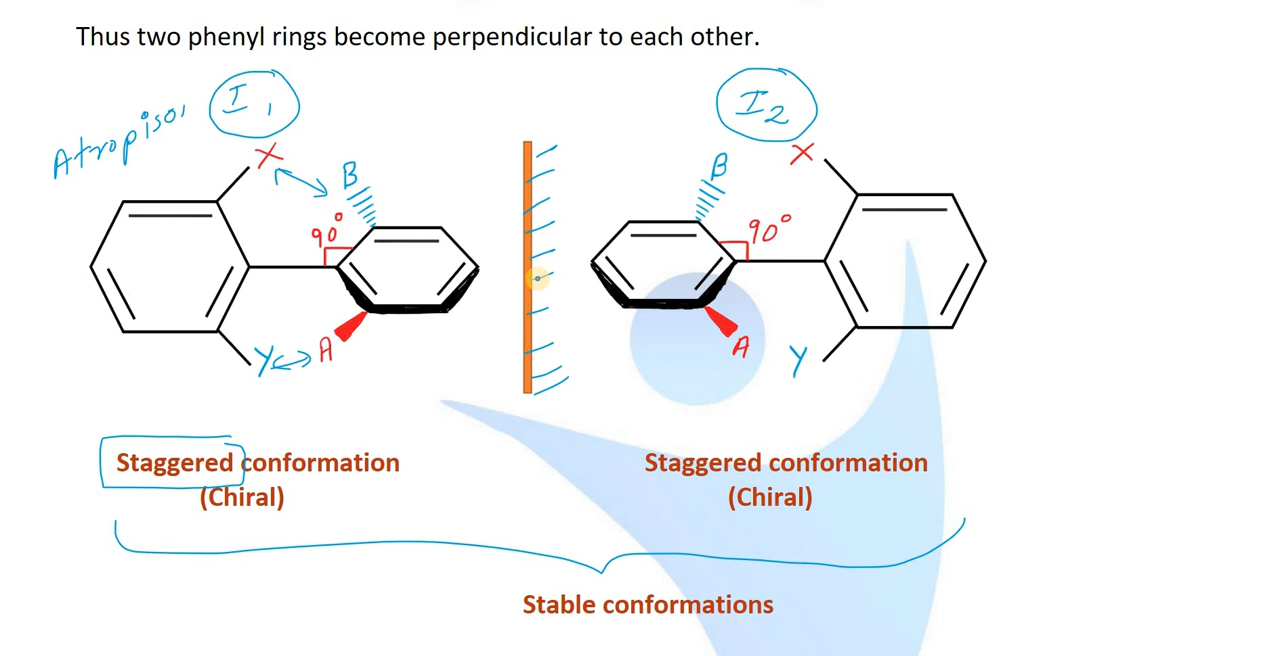 Thus two phenyl rings become perpendicular to each other.
Atropiso,
I1
I2
X
B
90°
Y
A
B
X
90°
A
Y
Staggered conformation
(Chiral)
Staggered conformation
(Chiral)
Stable conformations